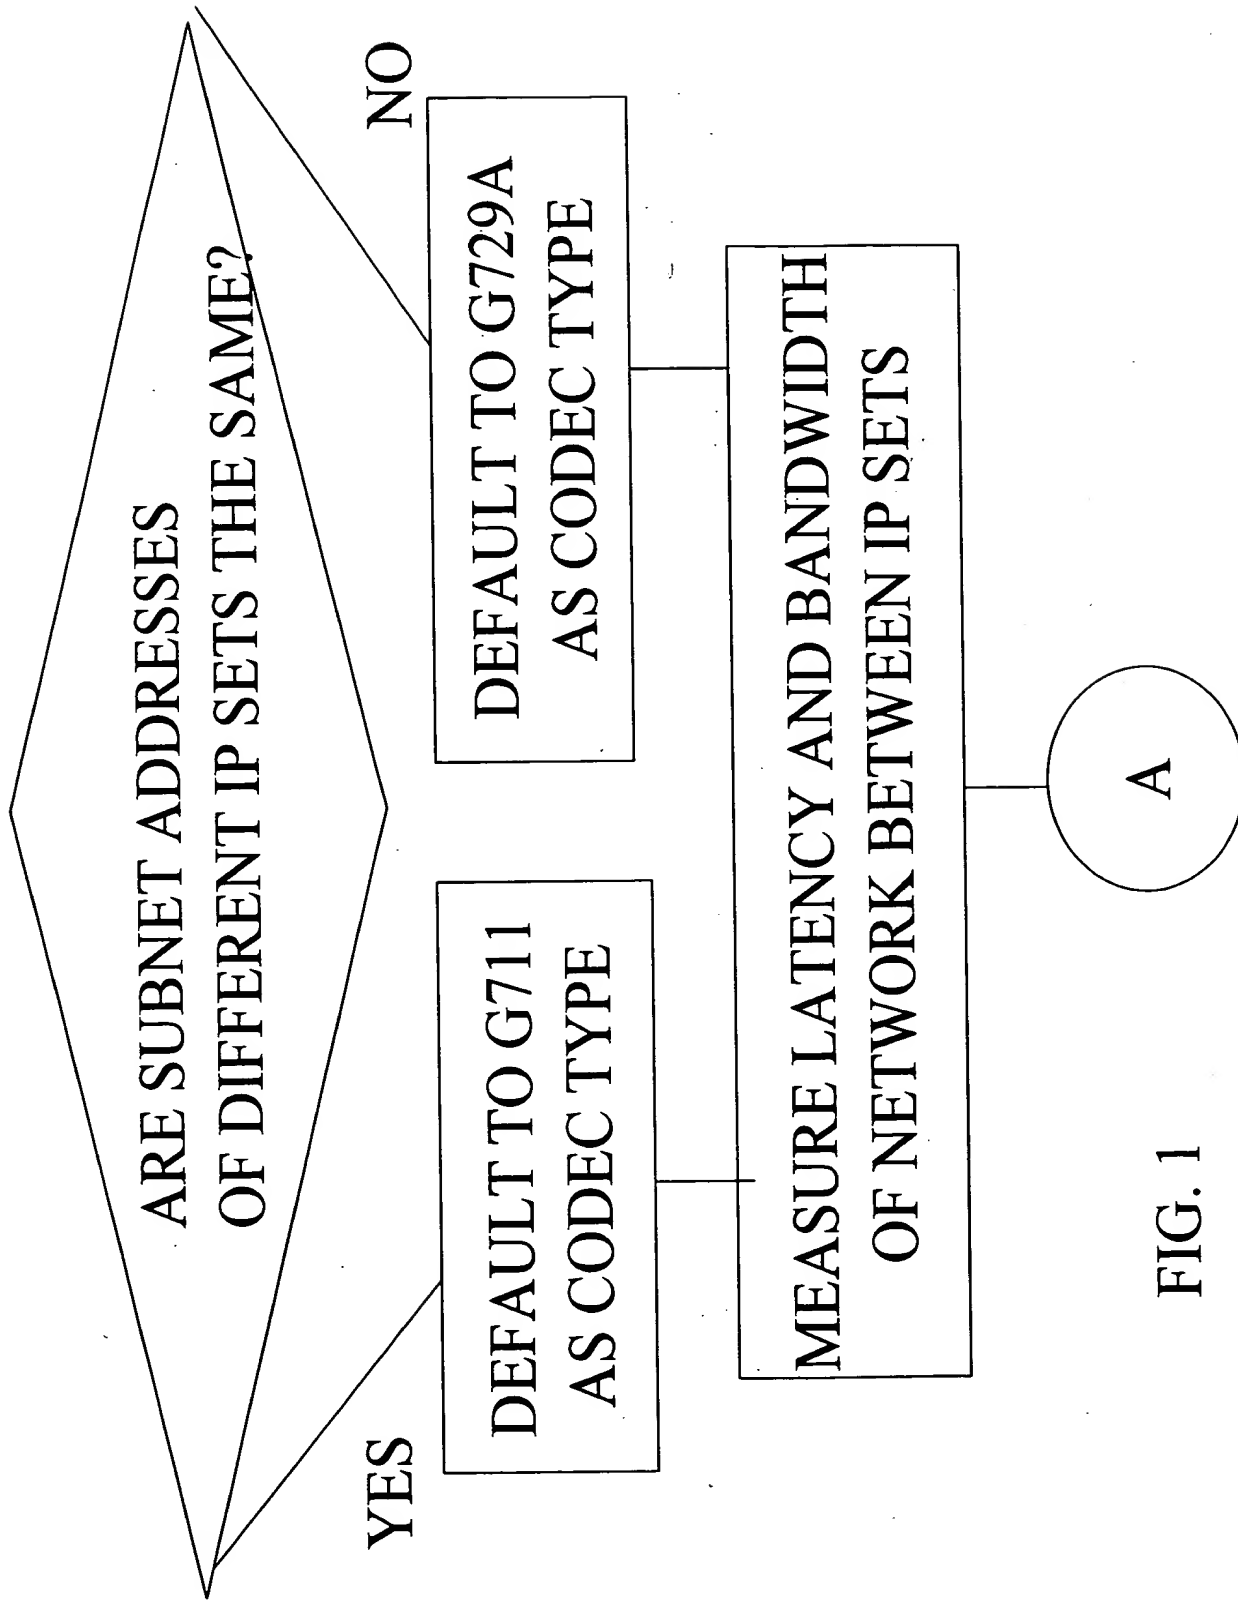 ARE SUBNET ADDRESSES
OF DIFFERENT IP SETS THE SAME?
YES
NO
DEFAULT TO G711
AS CODEC TYPE
DEFAULT TO G729A
AS CODEC TYPE
MEASURE LATENCY AND BANDWIDTH
OF NETWORK BETWEEN IP SETS
A
FIG. 1